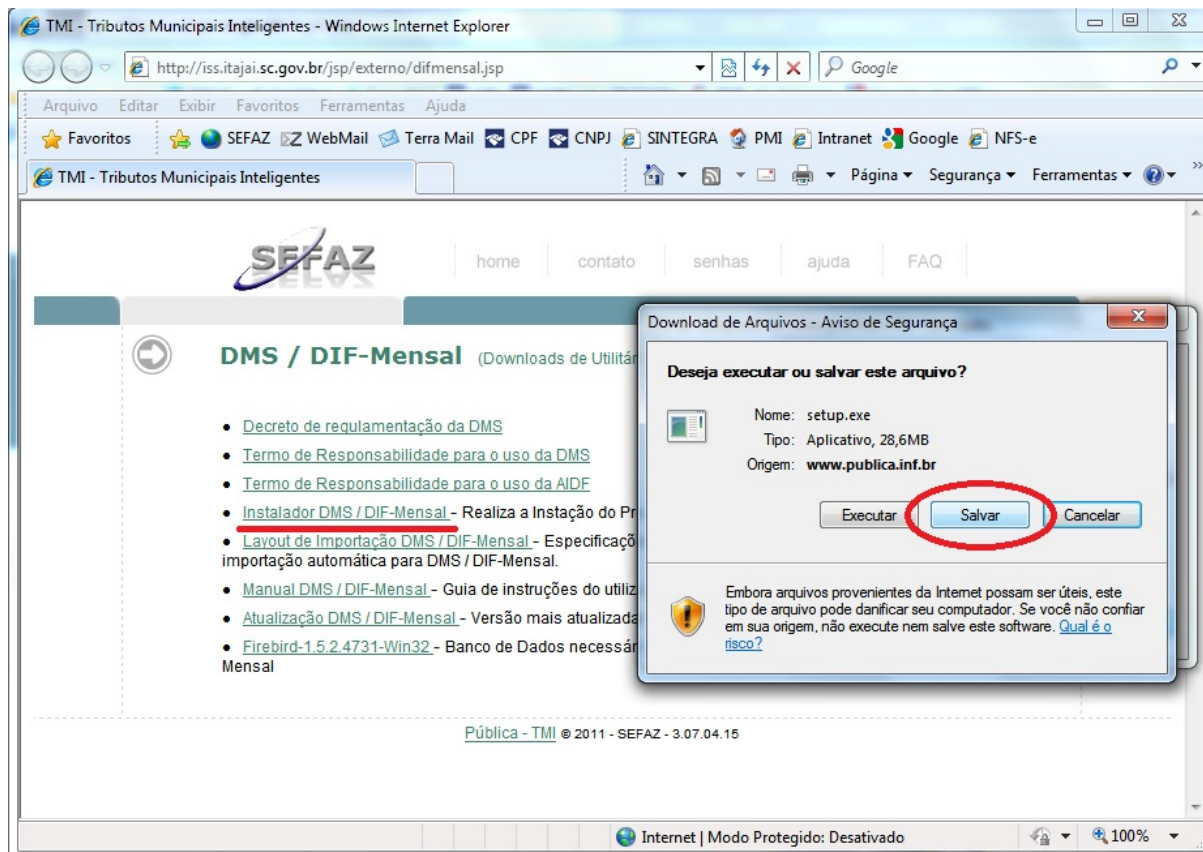 TMI - Tributos Municipais Inteligentes - Windows Internet Explorer
http://iss.itajai.sc.gov.br/jsp/externo/difmensal.jsp
Google
Arquivo Editar Exibir Favoritos Ferramentas Ajuda
Favoritos SEFAZ WebMail Terra Mail CPF CNPJ SINTEGRA PMI Intranet Google NFS-e
TMI - Tributos Municipais Inteligentes
Página Segurança Ferramentas »
SEFAZ
home contato senhas ajuda FAQ
DMS / DIF-Mensal (Downloads de Utilitár
• Decreto de regulamentação da DMS
• Termo de Responsabilidade para o uso da DMS
• Termo de Responsabilidade para o uso da AIDF
• Instalador DMS / DIF-Mensal - Realiza a Instação do Pr
• Layout de Importação DMS / DIF-Mensal - Especificaçõ
importação automática para DMS / DIF-Mensal.
• Manual DMS / DIF-Mensal - Guia de instruções do utiliz
• Atualização DMS / DIF-Mensal - Versão mais atualizada
• Firebird-1.5.2.4731-Win32 - Banco de Dados necessár
Mensal
Download de Arquivos - Aviso de Segurança
Deseja executar ou salvar este arquivo?
Nome: setup.exe
Tipo: Aplicativo, 28,6MB
Origem: www.publica.inf.br
Executar Salvar Cancelar
Embora arquivos provenientes da Internet possam ser úteis, este
tipo de arquivo pode danificar seu computador. Se você não confiar
em sua origem, não execute nem salve este software. Qual é o
risco?
Pública - TMI © 2011 - SEFAZ - 3.07.04.15
Internet | Modo Protegido: Desativado
100%